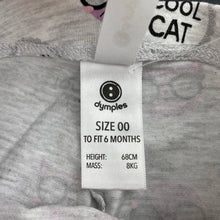 COOL
CAT
dymples
SIZE 00
TO FIT 6 MONTHS
HEIGHT: 68CM
MASS: 8KG